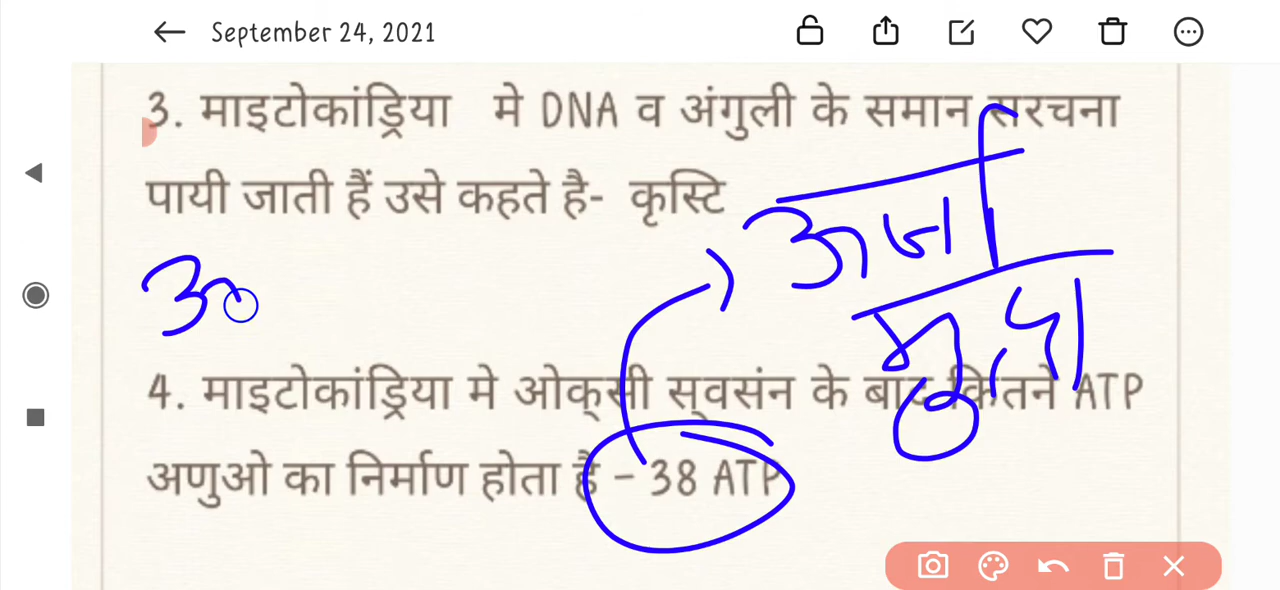 September 24, 2021
3. माइटोकांड्रिया मे DNA व अंगुली के समान सरचना
पायी जाती हैं उसे कहते है- कृस्टि
ऊर्जा
4. माइटोकांड्रिया मे ओक्सी स्वसंन के बाद कितने ATP
अणुओ का निर्माण होता है - 38 ATP